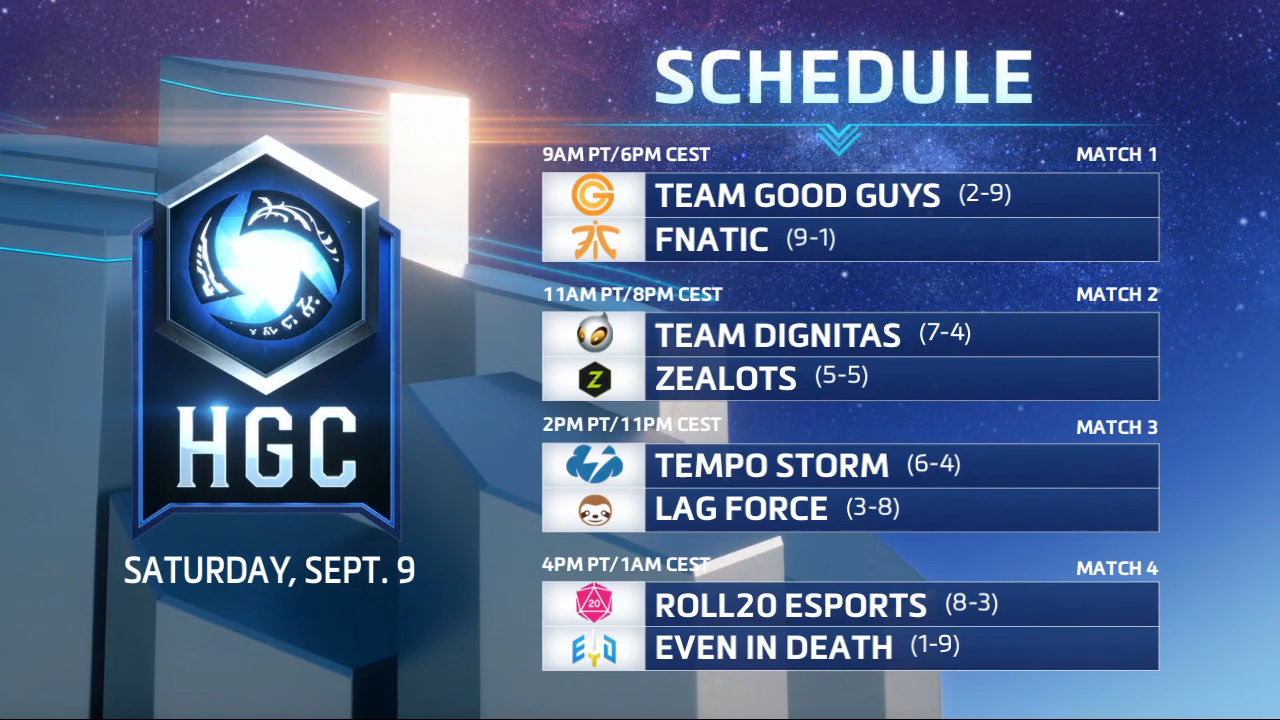 SCHEDULE
9AM PT/6PM CEST MATCH 1
TEAM GOOD GUYS (2-9)
FNATIC (9-1)
11AM PT/8PM CEST MATCH 2
TEAM DIGNITAS (7-4)
ZEALOTS (5-5)
Z
2PM PT/11PM CEST MATCH 3
TEMPO STORM (6-4)
LAG FORCE (3-8)
4PM PT/1AM CEST MATCH 4
20
ROLL20 ESPORTS (8-3)
EYD
EVEN IN DEATH (1-9)
HGC
SATURDAY, SEPT. 9